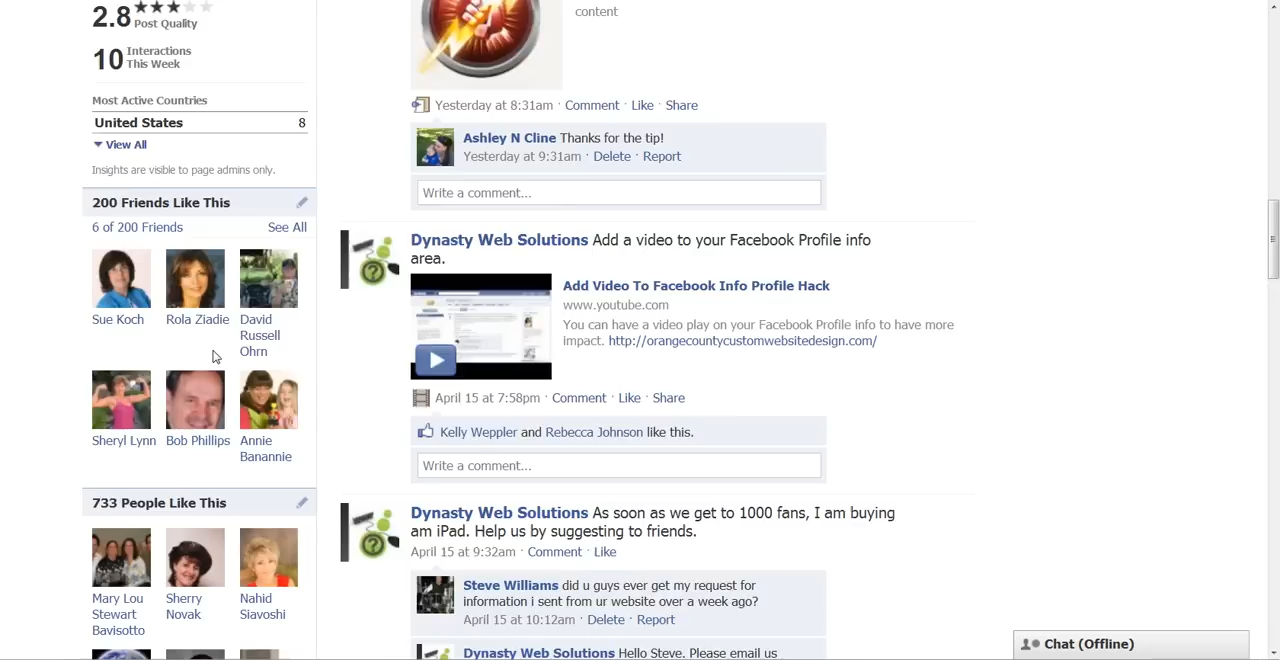 2.8 Post Quality
10 Interactions
This Week
Most Active Countries
United States 8
View All
Insights are visible to page admins only.
200 Friends Like This
6 of 200 Friends See All
Sue Koch Rola Ziadie David
Russell
Ohrn
Sheryl Lynn Bob Phillips Annie
Banannie
733 People Like This
Mary Lou Sherry Nahid
Stewart Novak Siavoshi
Bavisotto
content
Yesterday at 8:31am · Comment · Like · Share
Ashley N Cline Thanks for the tip!
Yesterday at 9:31am · Delete · Report
Write a comment...
Dynasty Web Solutions Add a video to your Facebook Profile info
area.
Add Video To Facebook Info Profile Hack
www.youtube.com
You can have a video play on your Facebook Profile info to have more
impact. http://orangecountycustomwebsitedesign.com/
April 15 at 7:58pm · Comment · Like · Share
Kelly Weppler and Rebecca Johnson like this.
Write a comment...
Dynasty Web Solutions As soon as we get to 1000 fans, I am buying
am iPad. Help us by suggesting to friends.
April 15 at 9:32am · Comment · Like
Steve Williams did u guys ever get my request for
information i sent from ur website over a week ago?
April 15 at 10:12am · Delete · Report
Dynasty Web Solutions Hello Steve. Please email us
Chat (Offline)